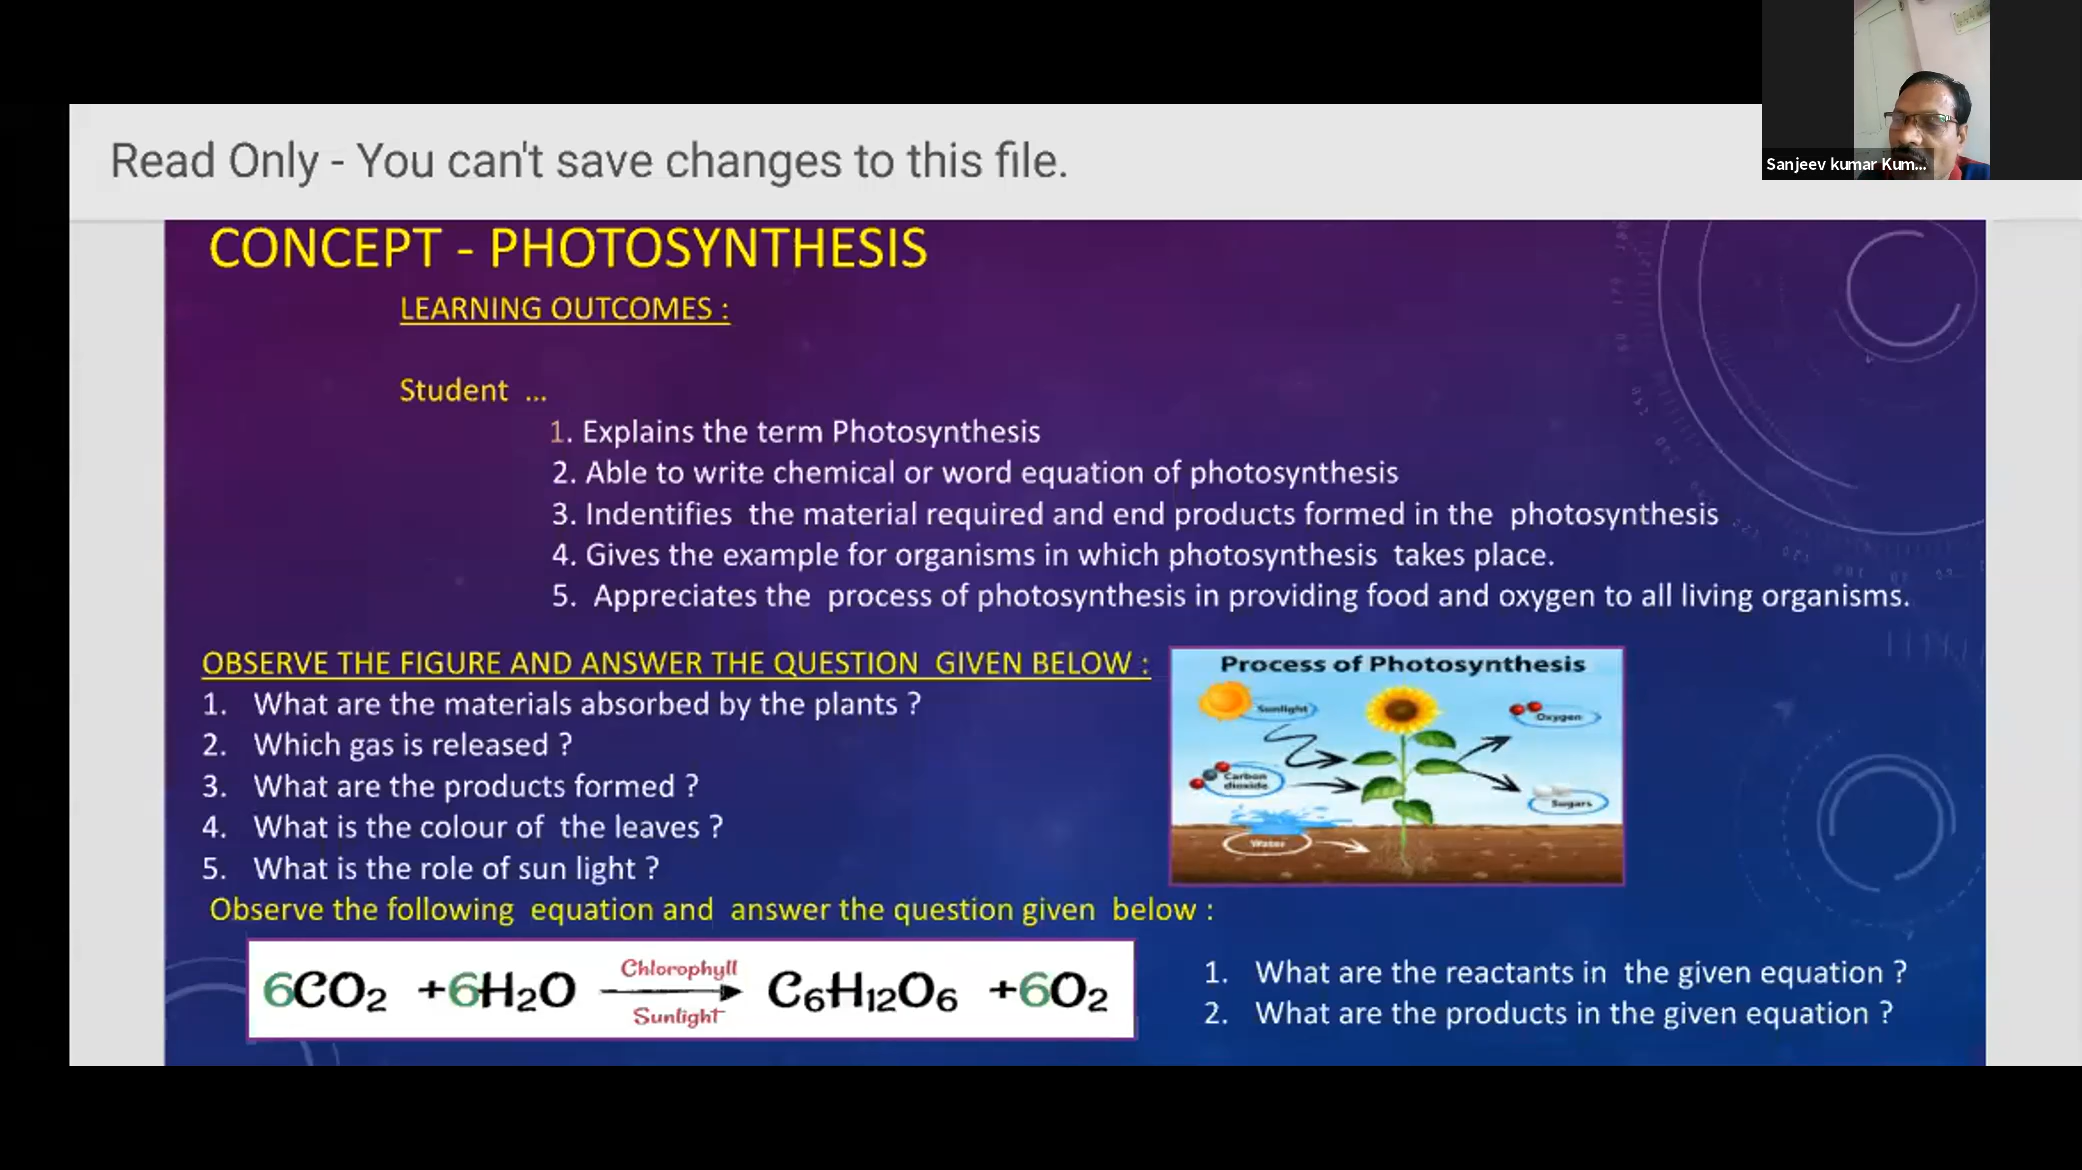 Sanjeev kumar Kum...
Read Only - You can't save changes to this file.
CONCEPT - PHOTOSYNTHESIS
LEARNING OUTCOMES :
Student ...
1. Explains the term Photosynthesis
2. Able to write chemical or word equation of photosynthesis
3. Indentifies the material required and end products formed in the photosynthesis
4. Gives the example for organisms in which photosynthesis takes place.
5. Appreciates the process of photosynthesis in providing food and oxygen to all living organisms.
OBSERVE THE FIGURE AND ANSWER THE QUESTION GIVEN BELOW :
1. What are the materials absorbed by the plants ?
2. Which gas is released ?
3. What are the products formed ?
4. What is the colour of the leaves ?
5. What is the role of sun light ?
Process of Photosynthesis
Sunlight
Oxygen
Carbon
dioxide
Sugars
Water
Observe the following equation and answer the question given below :
Chlorophyll
6CO₂ +6H₂O → C₆H₁₂O₆ +6O₂
Sunlight
1. What are the reactants in the given equation ?
2. What are the products in the given equation ?